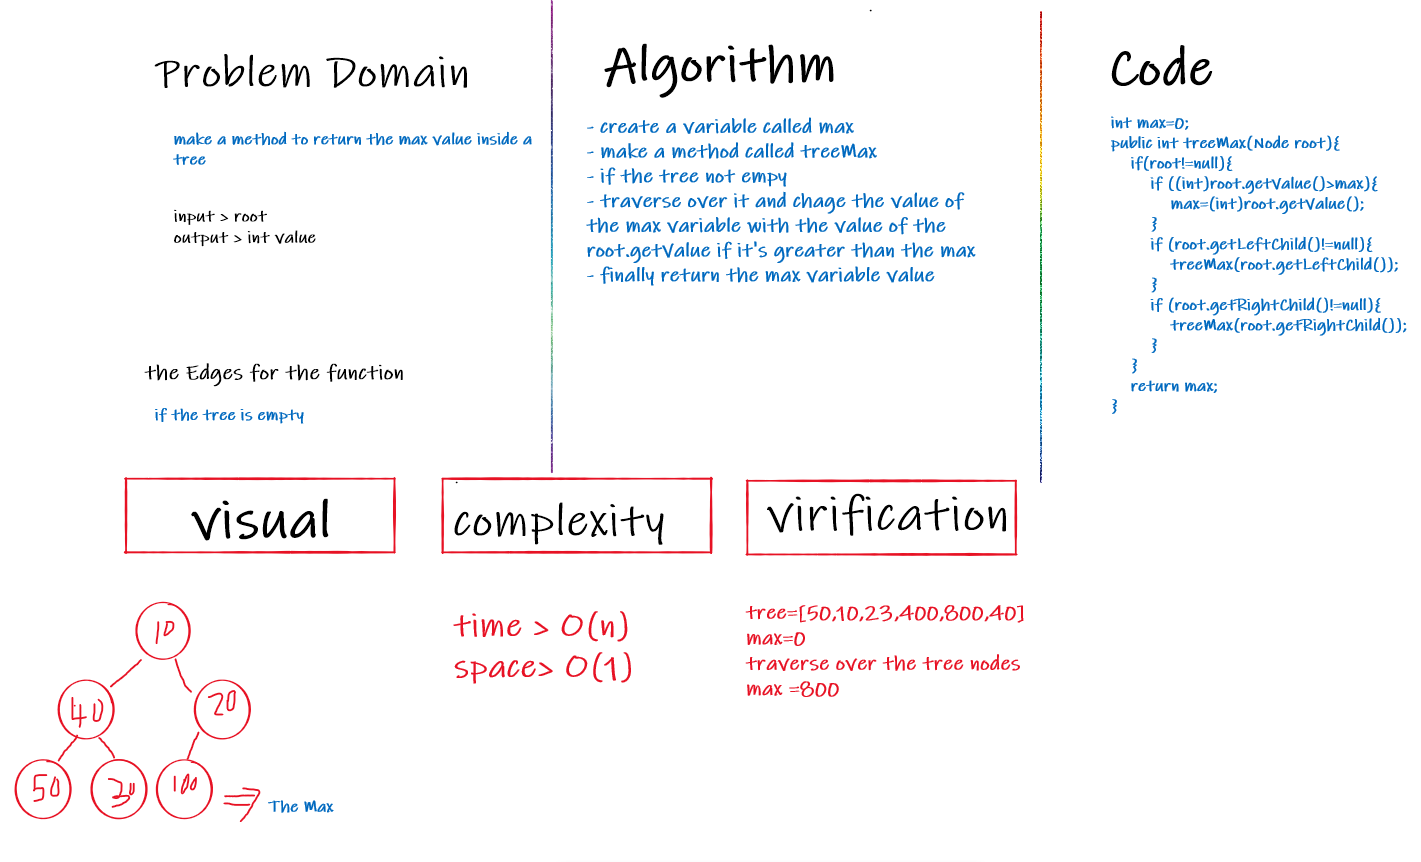 Problem Domain
make a method to return the max value inside a
tree
input > root
output > int value
the Edges for the function
if the tree is empty
Algorithm
- create a variable called max
- make a method called treeMax
- if the tree not empy
- traverse over it and chage the value of
the max variable with the value of the
root.getValue if it's greater than the max
- finally return the max variable value
Code
int max=0;
public int treeMax(Node root){
if(root!=null){
if ((int)root.getValue()>max){
max=(int)root.getValue();
}
if (root.getLeftChild()!=null){
treeMax(root.getLeftChild());
}
if (root.getRightChild()!=null){
treeMax(root.getRightChild());
}
}
return max;
}
visual
10
40 20
50 30 100
The Max
complexity
time > O(n)
space> O(1)
virification
tree=[50,10,23,400,800,40]
max=0
traverse over the tree nodes
max =800